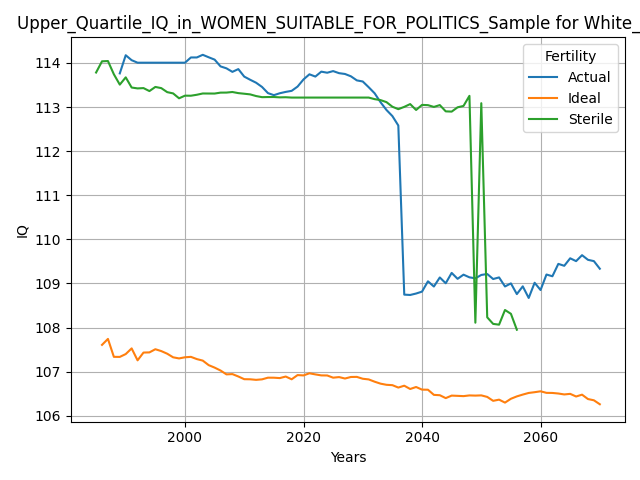 Upper_Quartile_IQ_in_WOMEN_SUITABLE_FOR_POLITICS_Sample for White_
Fertility
Actual
Ideal
Sterile
114
113
112
111
110
109
108
107
106
IQ
2000
2020
2040
2060
Years